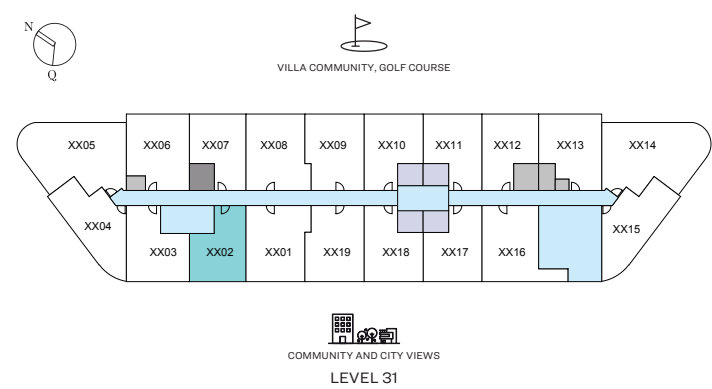 N
Q
VILLA COMMUNITY, GOLF COURSE
XX05 XX06 XX07 XX08 XX09 XX10 XX11 XX12 XX13 XX14
XX04 XX03 XX02 XX01 XX19 XX18 XX17 XX16 XX15
COMMUNITY AND CITY VIEWS
LEVEL 31